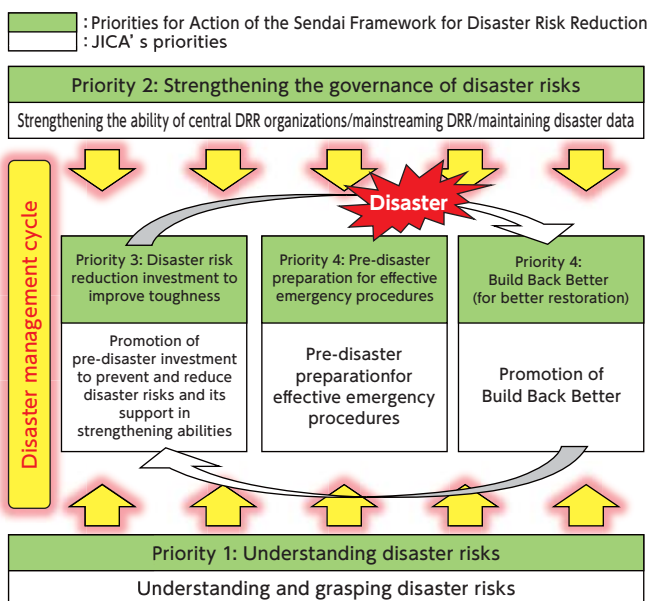 : Priorities for Action of the Sendai Framework for Disaster Risk Reduction
: JICA' s priorities
Priority 2: Strengthening the governance of disaster risks
Strengthening the ability of central DRR organizations/mainstreaming DRR/maintaining disaster data
Disaster management cycle
Disaster
Priority 3: Disaster risk
reduction investment to
improve toughness
Promotion of
pre-disaster investment
to prevent and reduce
disaster risks and its
support in
strengthening abilities
Priority 4: Pre-disaster
preparation for effective
emergency procedures
Pre-disaster
preparationfor
effective emergency
procedures
Priority 4:
Build Back Better
(for better restoration)
Promotion of
Build Back Better
Priority 1: Understanding disaster risks
Understanding and grasping disaster risks